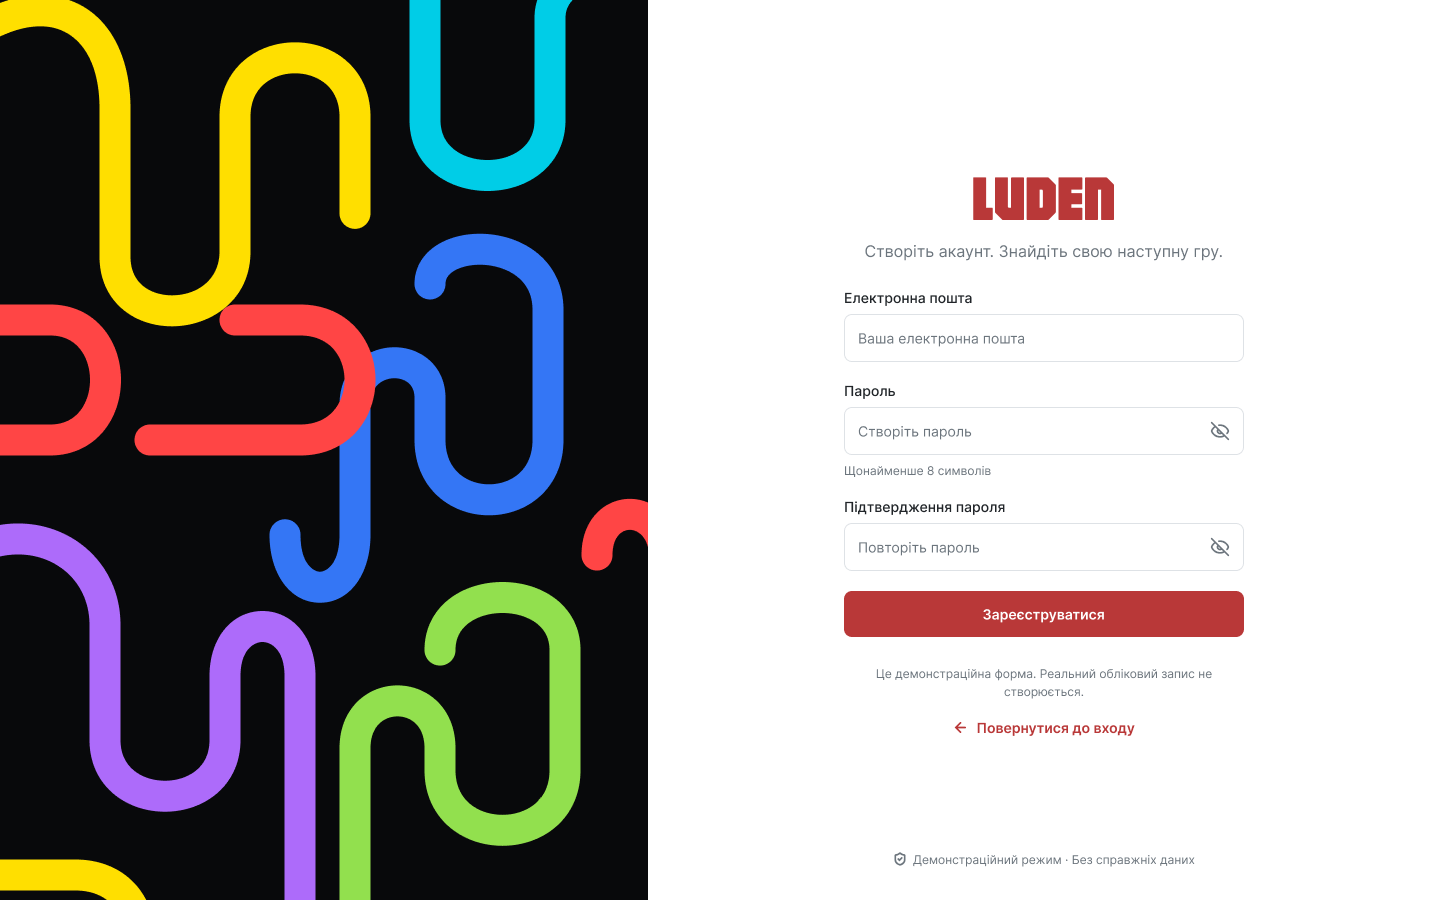 LUDEN
Створіть акаунт. Знайдіть свою наступну гру.
Електронна пошта
Ваша електронна пошта
Пароль
Створіть пароль
Щонайменше 8 символів
Підтвердження пароля
Повторіть пароль
Зареєструватися
Це демонстраційна форма. Реальний обліковий запис не
створюється.
Повернутися до входу
Демонстраційний режим · Без справжніх даних